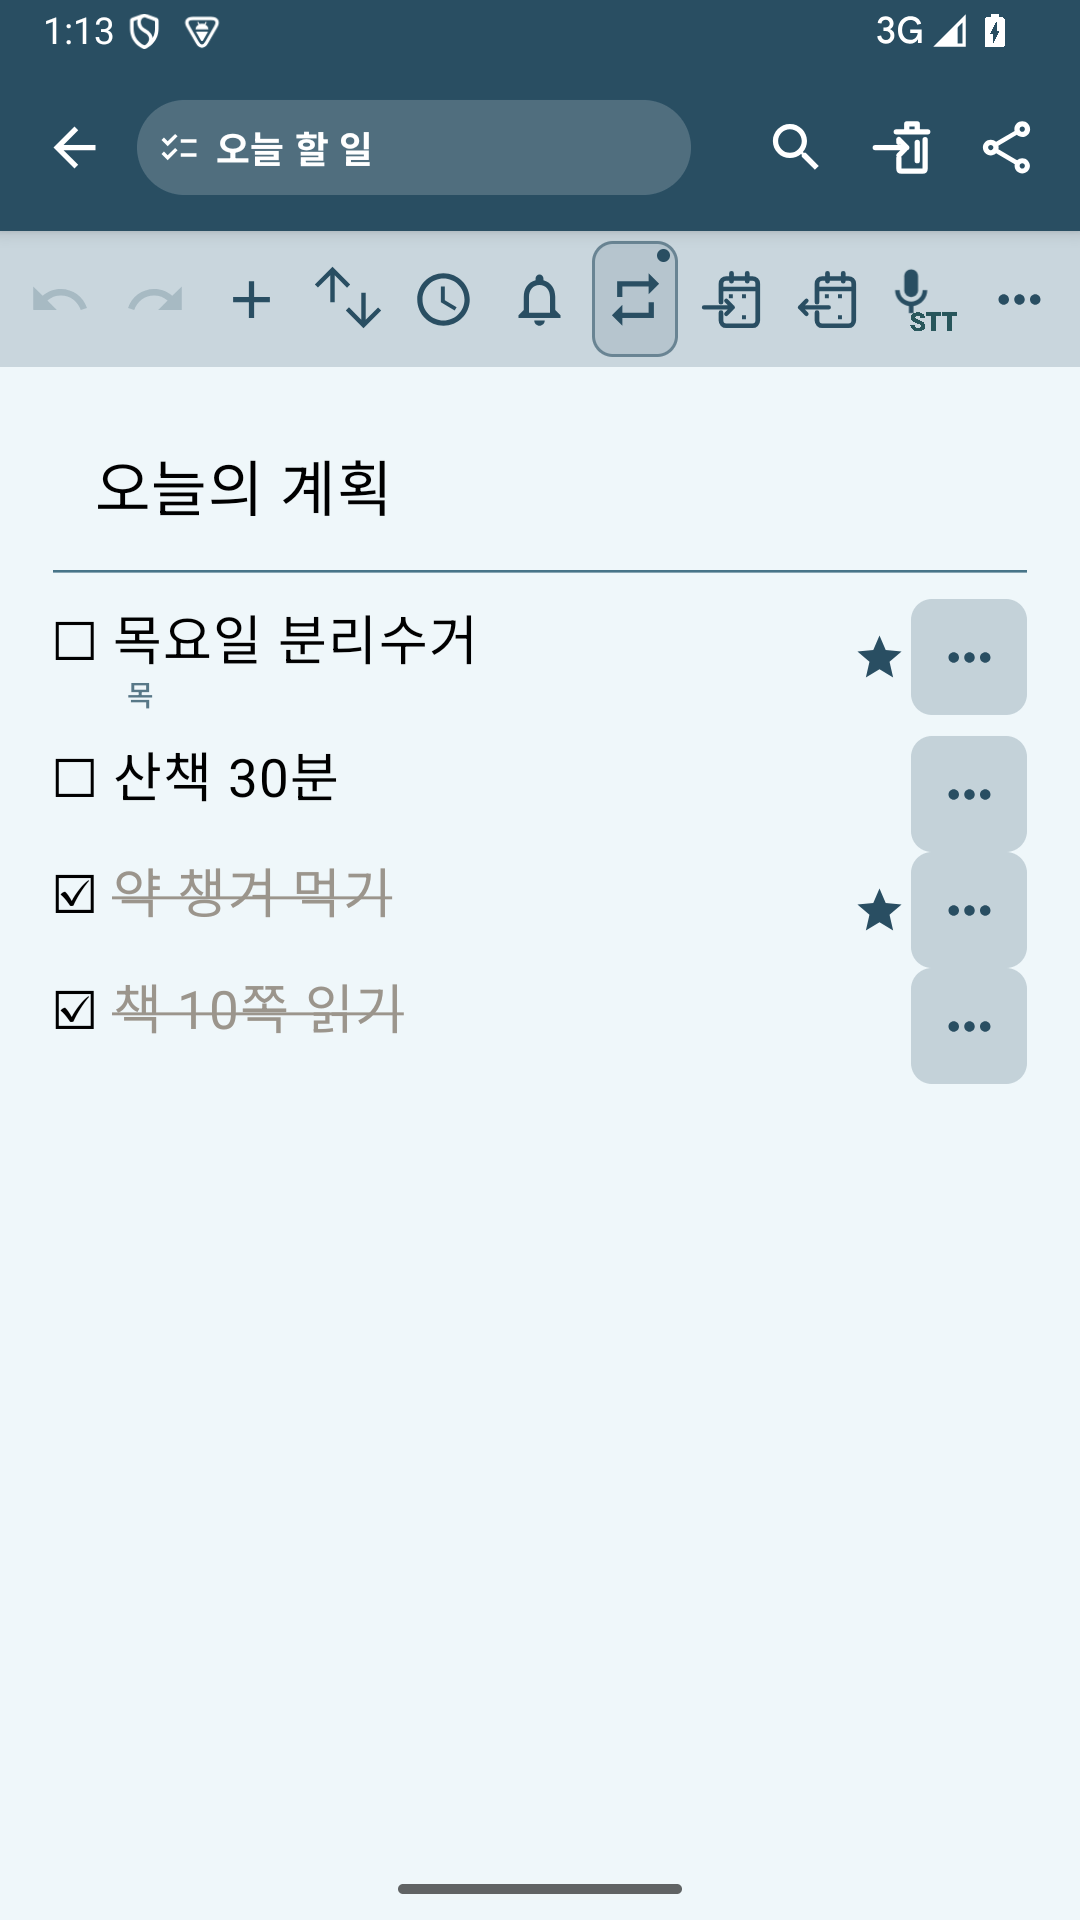 1:13
3G
오늘 할 일
STT
오늘의 계획
목요일 분리수거
목
산책 30분
약 챙겨 먹기
책 10쪽 읽기